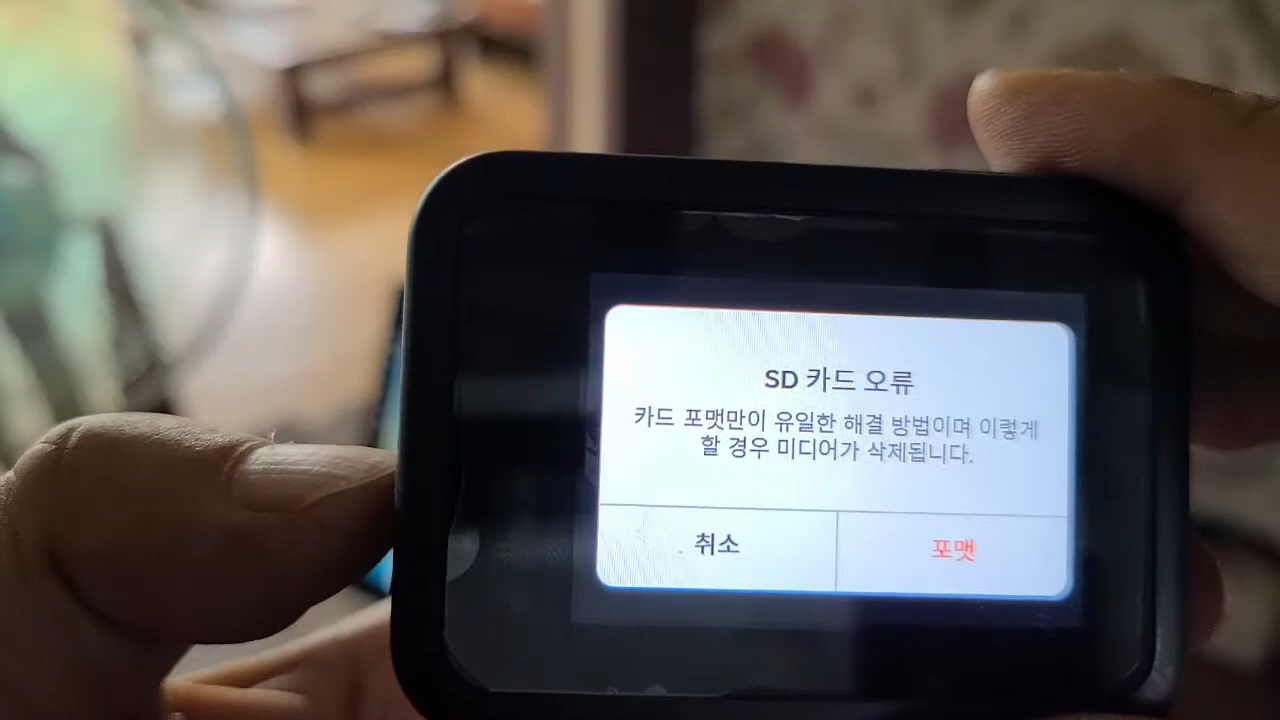 SD 카드 오류
카드 포맷만이 유일한 해결 방법이며 이렇게
할 경우 미디어가 삭제됩니다.
취소
포맷